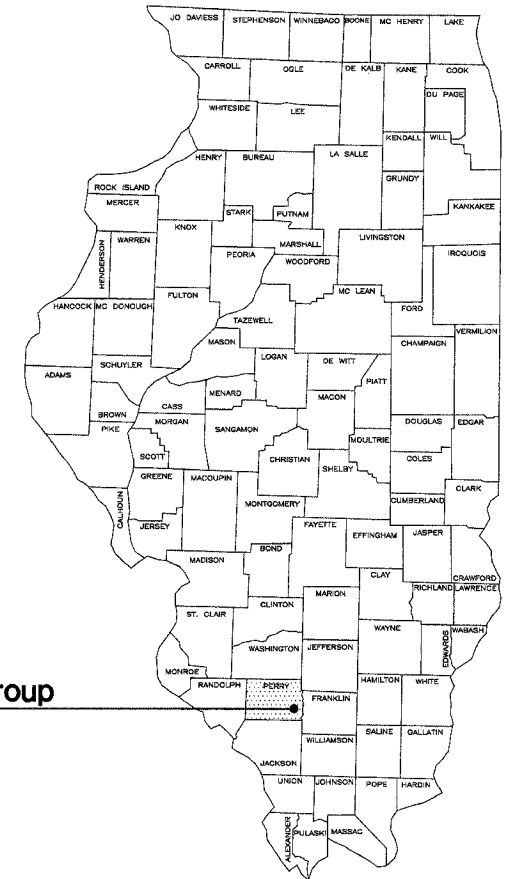 JO DAVIESS STEPHENSON WINNEBAGO BOONE MC HENRY LAKE
CARROLL OGLE DE KALB KANE COOK
DU PAGE
WHITESIDE LEE
KENDALL WILL
HENRY BUREAU LA SALLE
GRUNDY
ROCK ISLAND
MERCER
STARK PUTNAM KANKAKEE
KNOX
HENDERSON WARREN MARSHALL LIVINGSTON
PEORIA WOODFORD IROQUOIS
FULTON MC LEAN
HANCOCK MC DONOUGH FORD
TAZEWELL
MASON VERMILION
CHAMPAIGN
LOGAN DE WITT
SCHUYLER
ADAMS PIATT
MENARD MACON
CASS
BROWN MORGAN DOUGLAS EDGAR
PIKE SANGAMON
MOULTRIE
SCOTT CHRISTIAN COLES
SHELBY
GREENE MACOUPIN
CLARK
CALHOUN CUMBERLAND
MONTGOMERY
JERSEY FAYETTE
EFFINGHAM JASPER
BOND
MADISON
CLAY CRAWFORD
MARION RICHLAND LAWRENCE
CLINTON
ST. CLAIR
WAYNE EDWARDS WABASH
WASHINGTON JEFFERSON
MONROE
RANDOLPH PERRY HAMILTON WHITE
roup
FRANKLIN
SALINE GALLATIN
WILLIAMSON
JACKSON
UNION JOHNSON POPE HARDIN
ALEXANDER PULASKI MASSAC